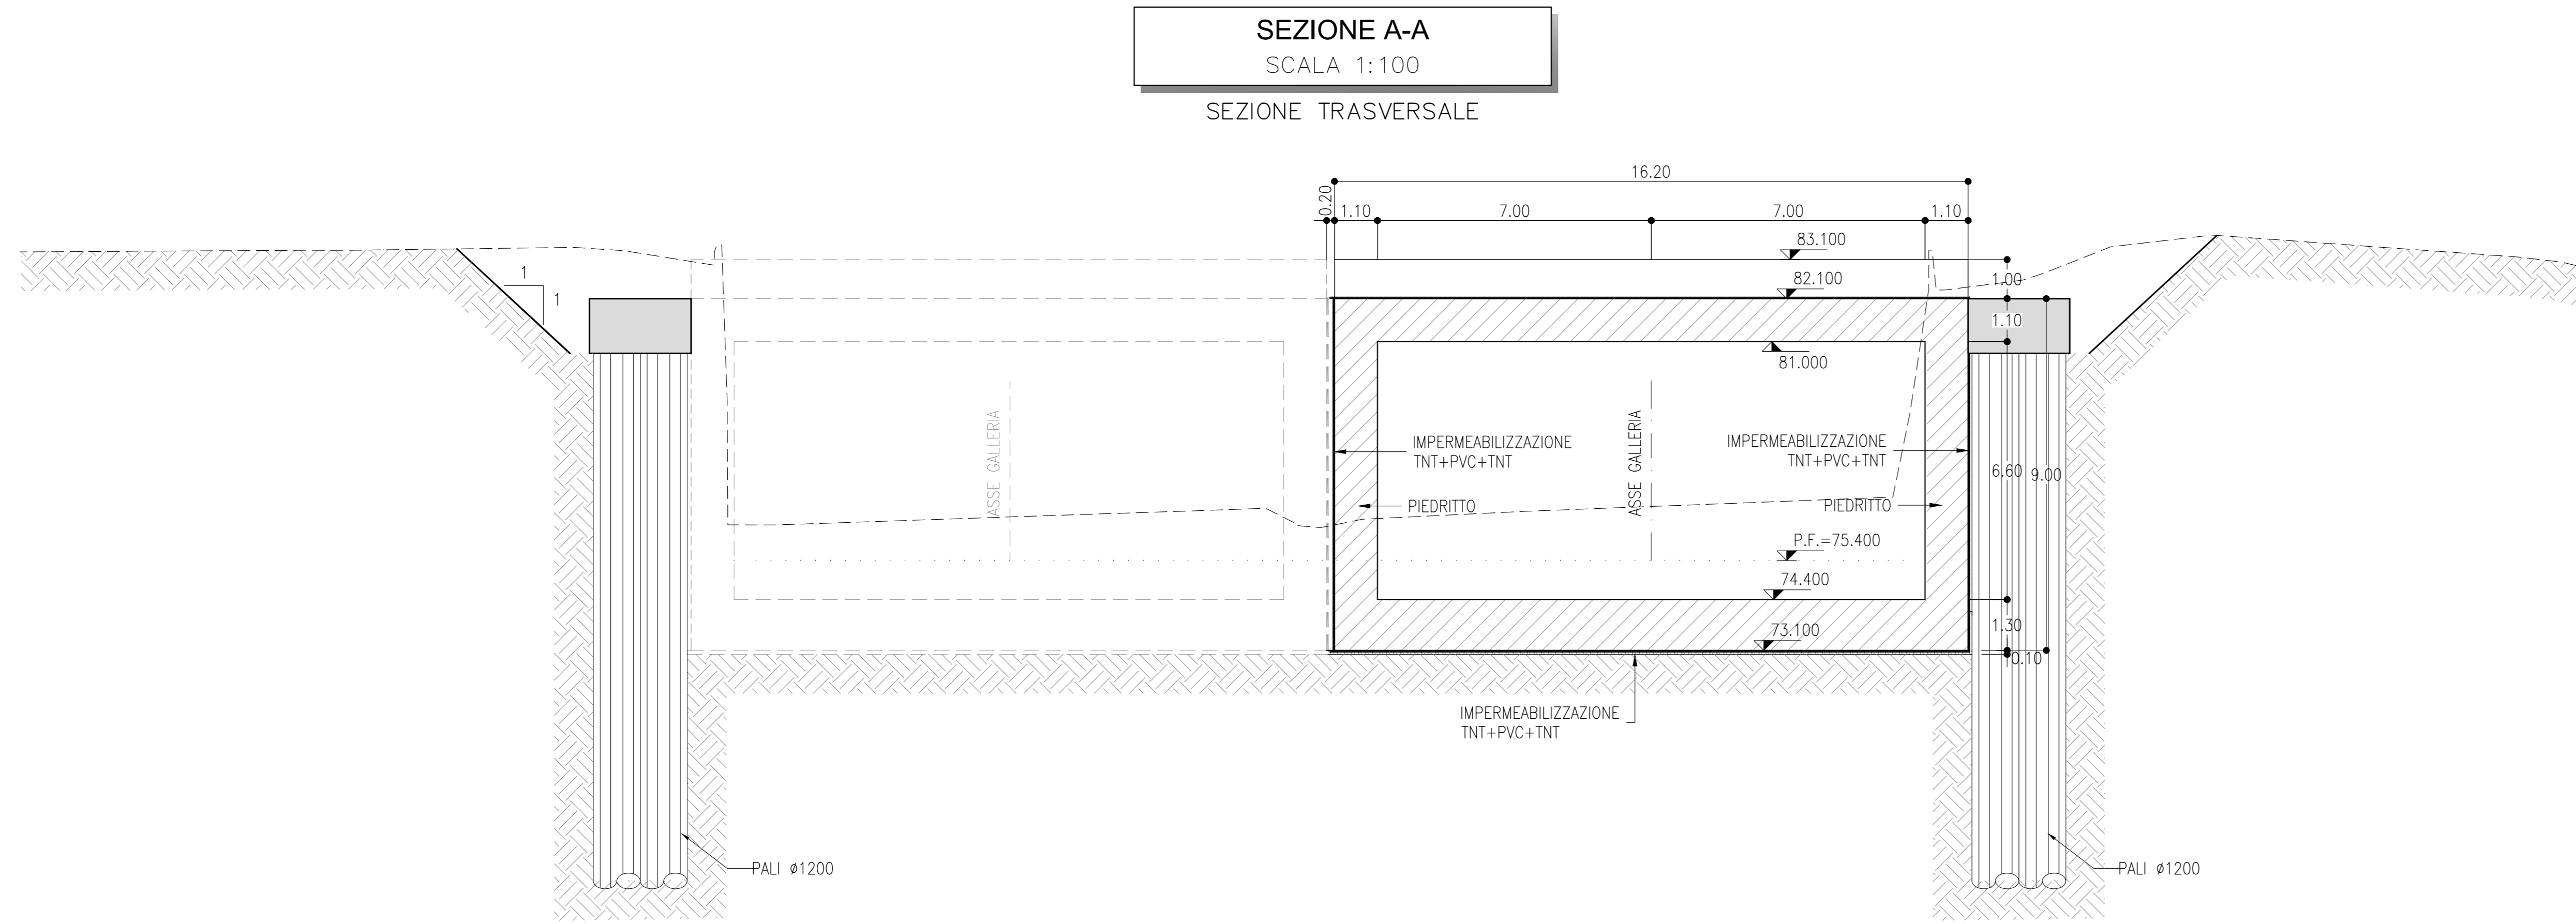 SEZIONE A-A
SCALA 1:100
SEZIONE TRASVERSALE
16.20
0.20
1.10
7.00
7.00
1.10
83.100
82.100
1.00
1
1
1.10
81.000
ASSE GALLERIA
ASSE GALLERIA
IMPERMEABILIZZAZIONE
TNT+PVC+TNT
IMPERMEABILIZZAZIONE
TNT+PVC+TNT
6.60
9.00
PIEDRITTO
PIEDRITTO
P.F.=75.400
74.400
73.100
1.30
0.10
IMPERMEABILIZZAZIONE
TNT+PVC+TNT
PALI ø1200
PALI ø1200